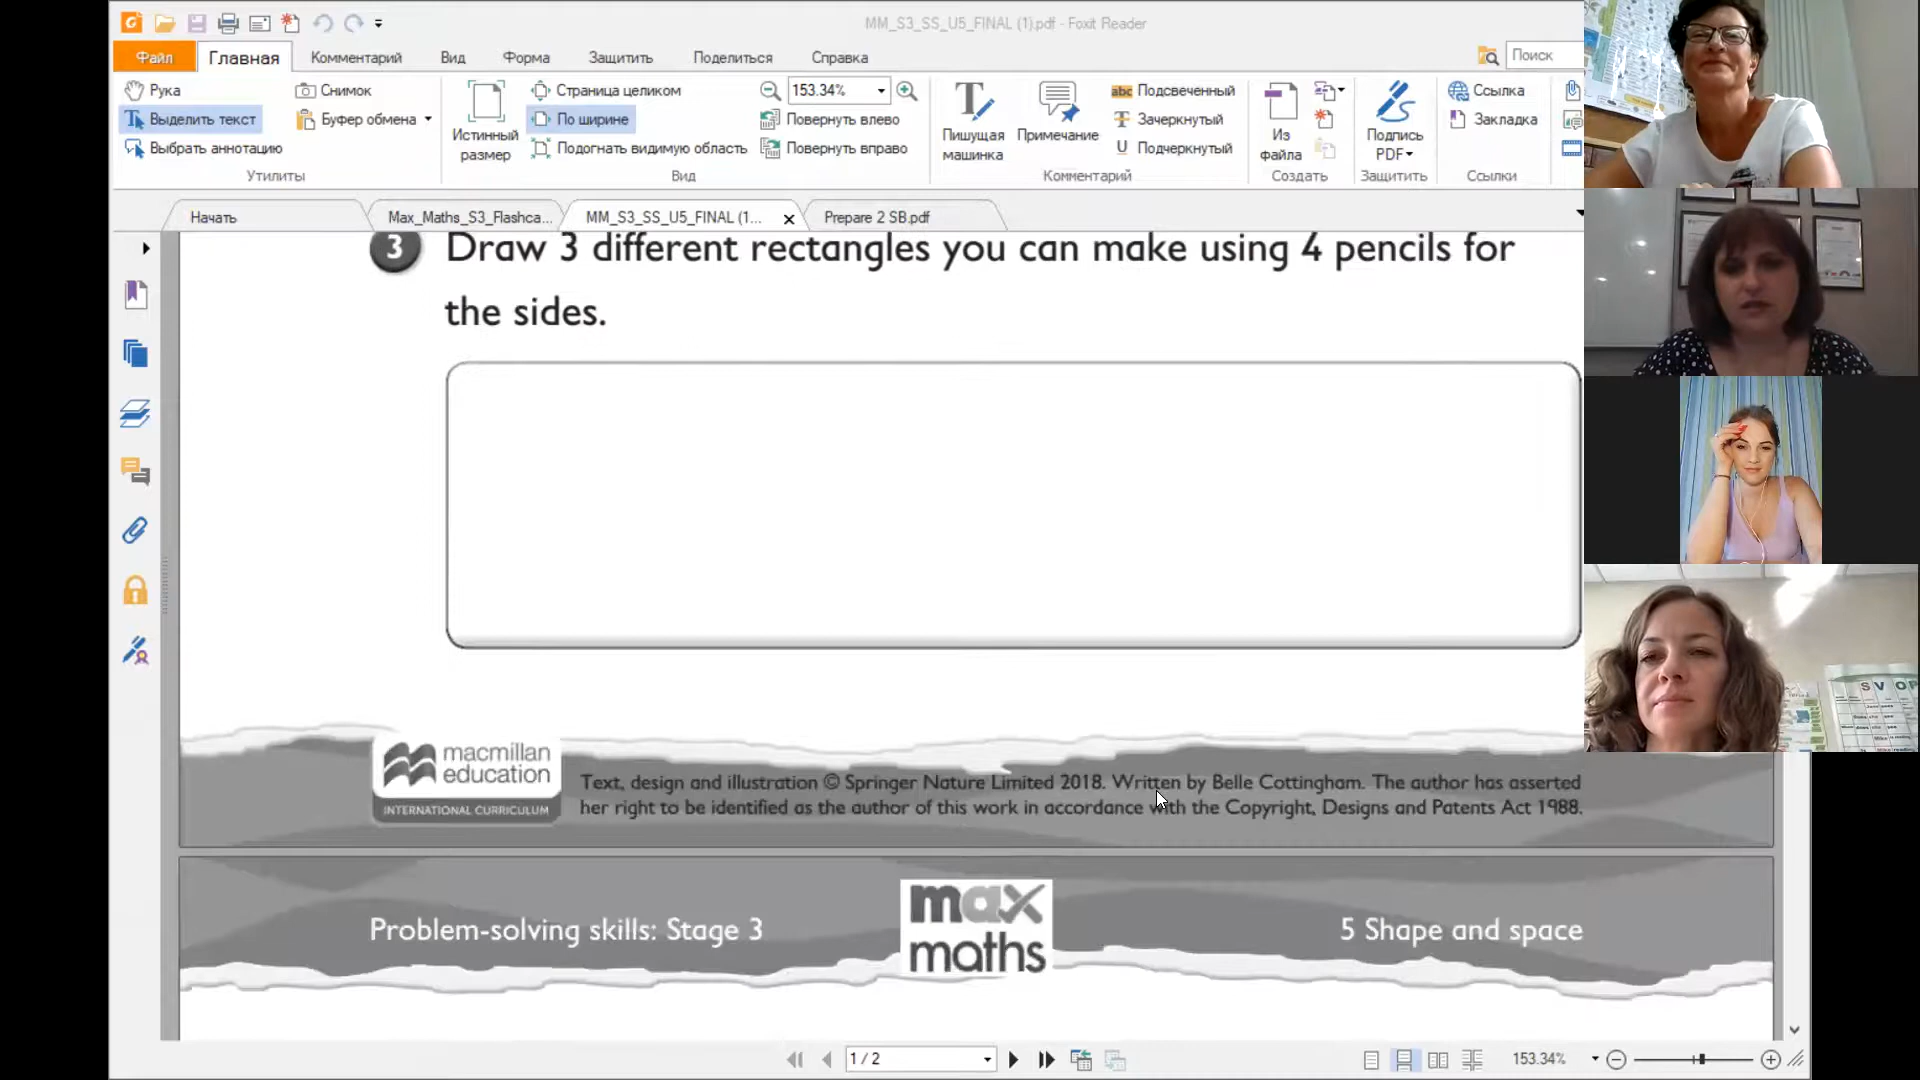 MM_S3_SS_U5_FINAL (1).pdf - Foxit Reader
Файл Главная Комментарий Вид Форма Защитить Поделиться Справка Поиск
Рука Снимок Страница целиком 153.34% Подсвеченный Ссылка
Выделить текст Буфер обмена По ширине Повернуть влево Зачеркнутый Закладка
Выбрать аннотацию Подогнать видимую область Повернуть вправо Подчеркнутый
Истинный размер
Пишущая машинка
Примечание
Из файла
Подпись PDF
Утилиты Вид Комментарий Создать Защитить Ссылки
Начать Max_Maths_S3_Flashca... MM_S3_SS_U5_FINAL (1... Prepare 2 SB.pdf
3 Draw 3 different rectangles you can make using 4 pencils for
the sides.
macmillan
education
INTERNATIONAL CURRICULUM
Text, design and illustration © Springer Nature Limited 2018. Written by Belle Cottingham. The author has asserted
her right to be identified as the author of this work in accordance with the Copyright, Designs and Patents Act 1988.
Problem-solving skills: Stage 3
max
maths
5 Shape and space
1 / 2 153.34%
S V O P